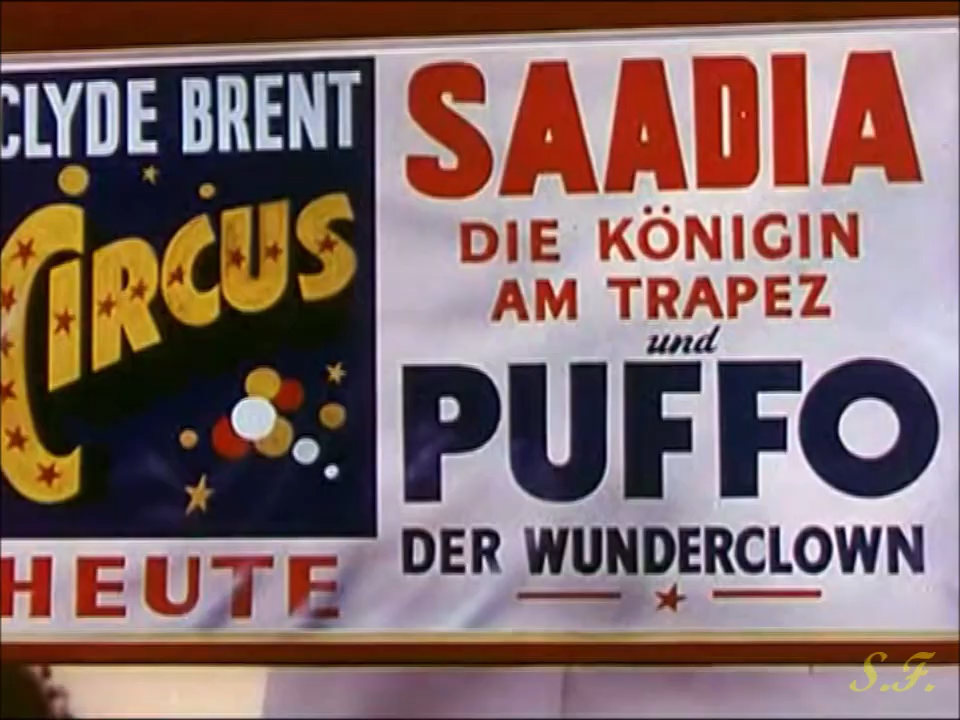 CLYDE BRENT
CIRCUS
HEUTE
SAADIA
DIE KÖNIGIN
AM TRAPEZ
und
PUFFO
DER WUNDERCLOWN
S.F.